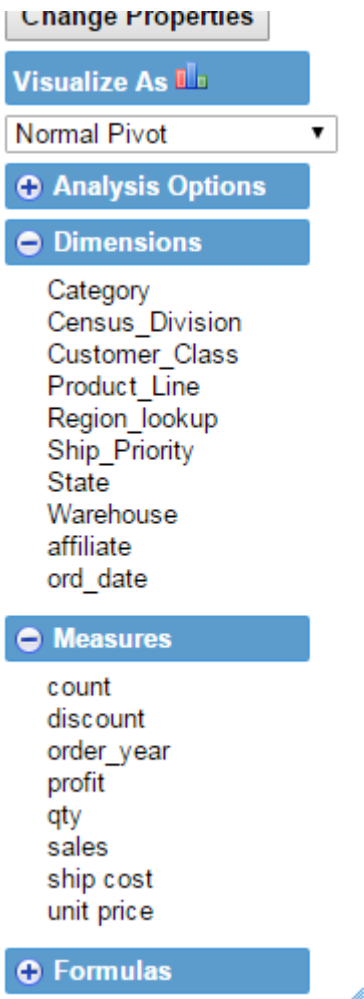 Change Properties
Visualize As
Normal Pivot
Analysis Options
Dimensions
Category
Census_Division
Customer_Class
Product_Line
Region_lookup
Ship_Priority
State
Warehouse
affiliate
ord_date
Measures
count
discount
order_year
profit
qty
sales
ship cost
unit price
Formulas